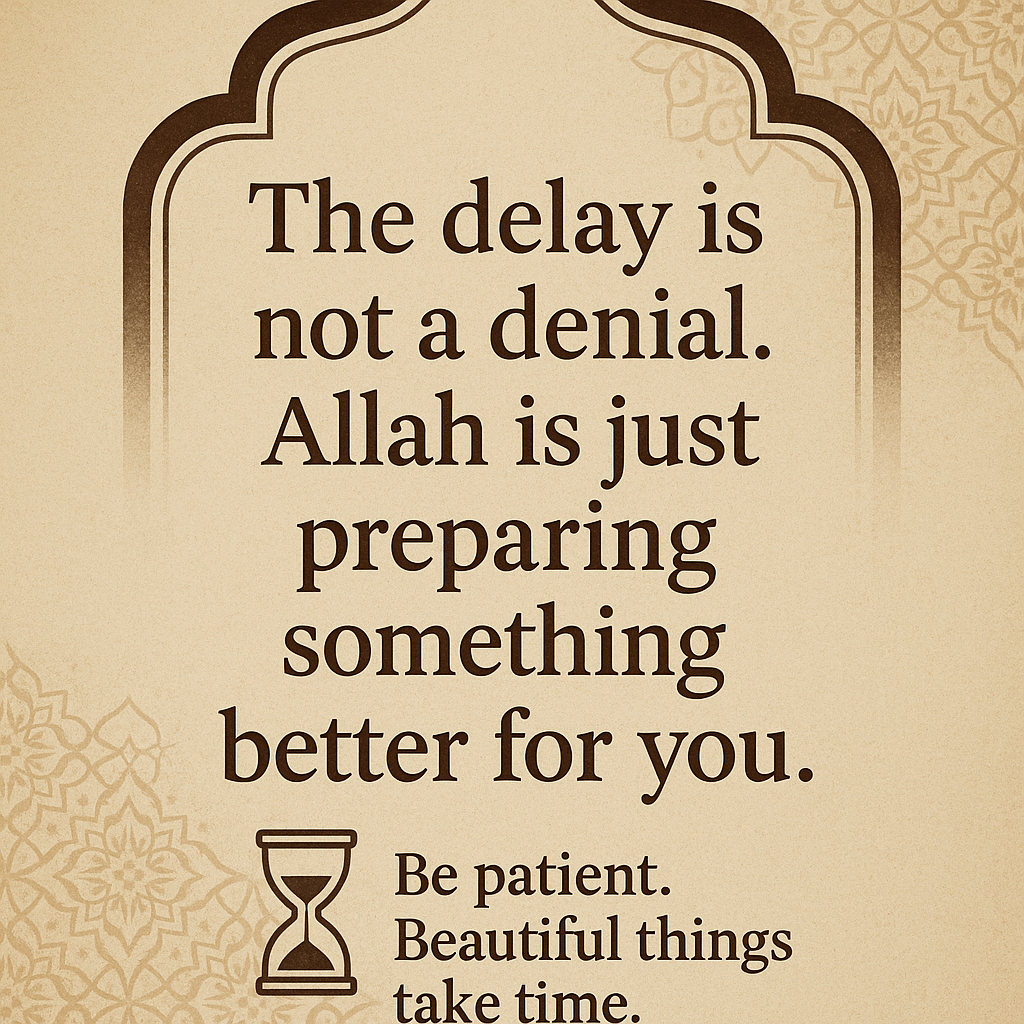 The delay is
not a denial.
Allah is just
preparing
something
better for you.
Be patient.
Beautiful things
take time.